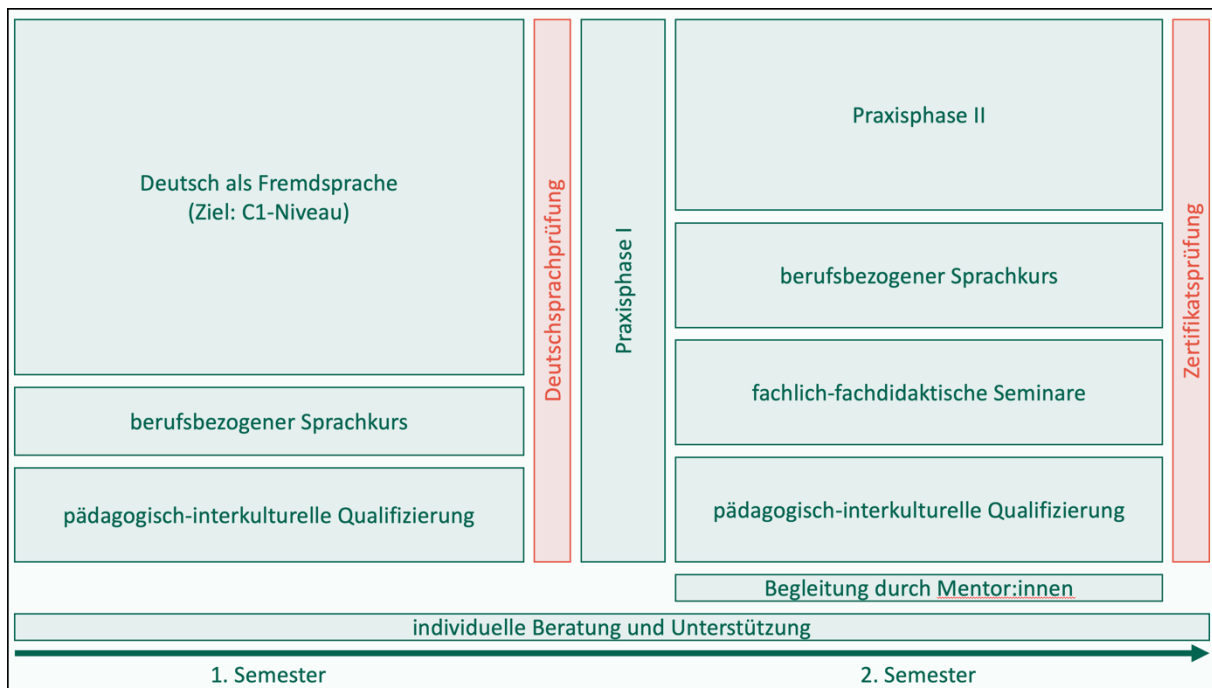 Deutsch als Fremdsprache
(Ziel: C1-Niveau)
berufsbezogener Sprachkurs
pädagogisch-interkulturelle Qualifizierung
Deutschsprachprüfung
Praxisphase I
Praxisphase II
berufsbezogener Sprachkurs
fachlich-fachdidaktische Seminare
pädagogisch-interkulturelle Qualifizierung
Zertifikatsprüfung
Begleitung durch Mentor:innen
individuelle Beratung und Unterstützung
1. Semester
2. Semester